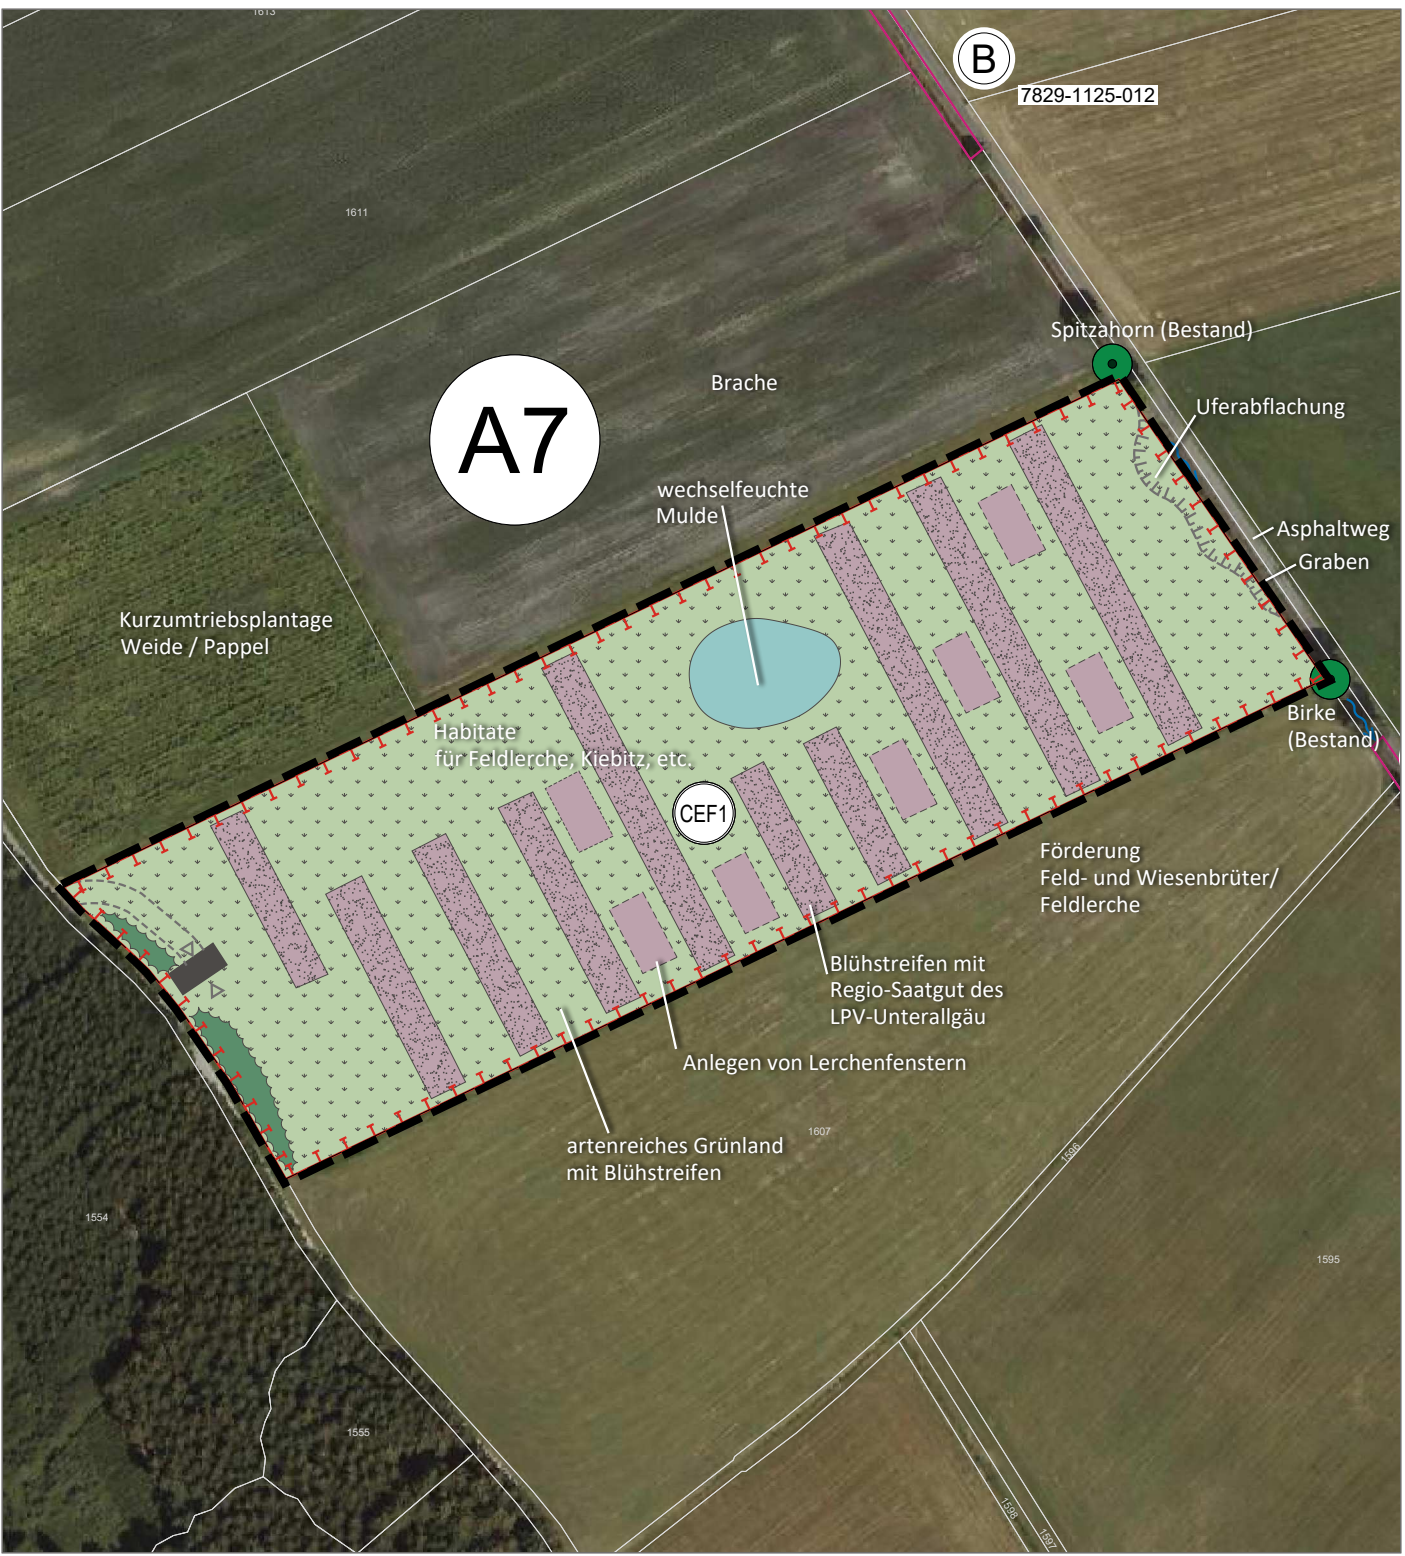 1613
B
7829-1125-012
1611
Spitzahorn (Bestand)
Brache
A7
Uferabflachung
wechselfeuchte
Mulde
Asphaltweg
Graben
Kurzumtriebsplantage
Weide / Pappel
Birke
(Bestand)
Habitate
für Feldlerche, Kiebitz, etc.
CEF1
Förderung
Feld- und Wiesenbrüter/
Feldlerche
Blühstreifen mit
Regio-Saatgut des
LPV-Unterallgäu
Anlegen von Lerchenfenstern
1607
artenreiches Grünland
mit Blühstreifen
1596
1554
1595
1555
1598
1597